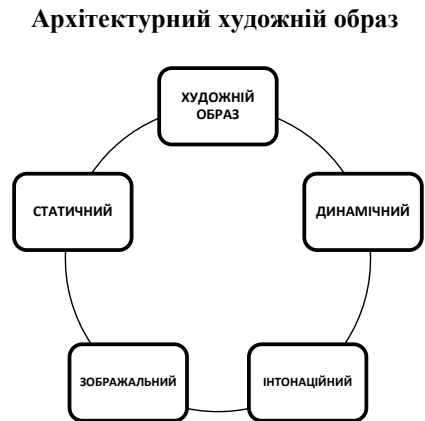 Архітектурний художній образ
ХУДОЖНІЙ
ОБРАЗ
СТАТИЧНИЙ
ДИНАМІЧНИЙ
ЗОБРАЖАЛЬНИЙ
ІНТОНАЦІЙНИЙ